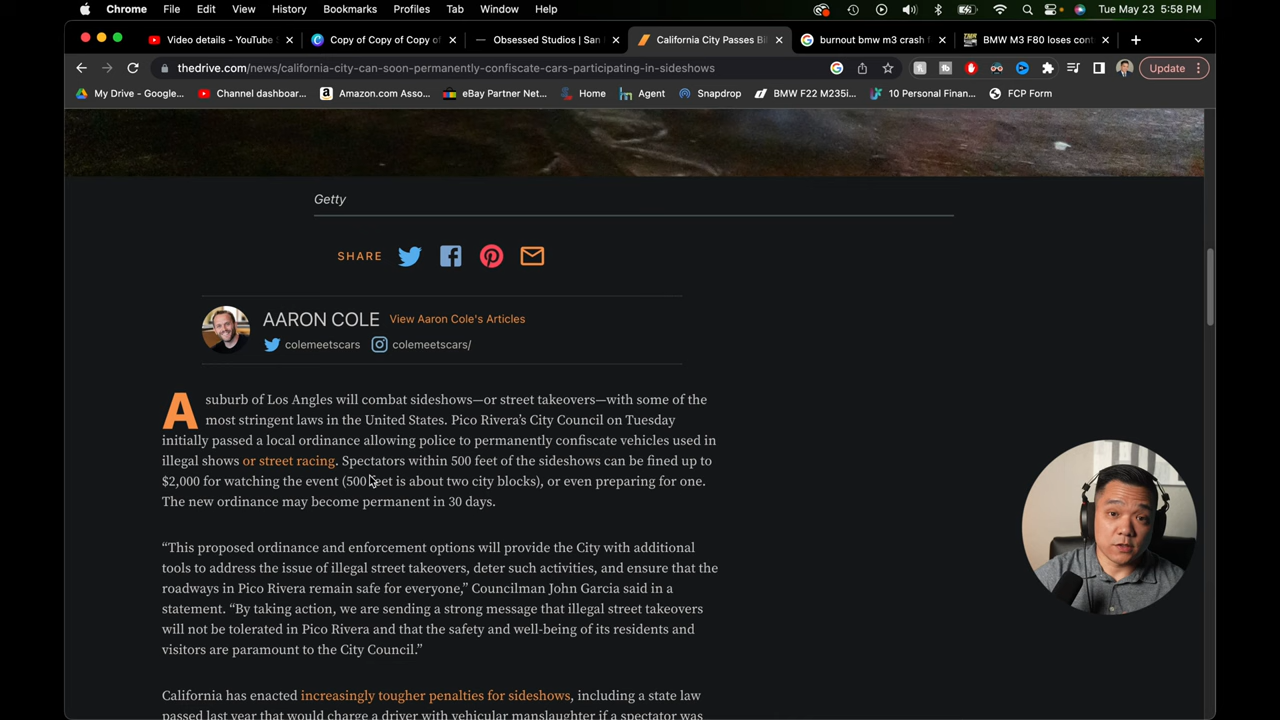 Chrome File Edit View History Bookmarks Profiles Tab Window Help Tue May 23 5:58 PM
Video details - YouTube Copy of Copy of Copy of Obsessed Studios | San California City Passes Bi burnout bmw m3 crash f BMW M3 F80 loses cont
thedrive.com/news/california-city-can-soon-permanently-confiscate-cars-participating-in-sideshows Update
My Drive - Google... Channel dashboar... Amazon.com Asso... eBay Partner Net... Home Agent Snapdrop BMW F22 M235i... 10 Personal Finan... FCP Form
Getty
SHARE
AARON COLE View Aaron Cole's Articles
colemeetscars colemeetscars/
A suburb of Los Angles will combat sideshows—or street takeovers—with some of the
most stringent laws in the United States. Pico Rivera's City Council on Tuesday
initially passed a local ordinance allowing police to permanently confiscate vehicles used in
illegal shows or street racing. Spectators within 500 feet of the sideshows can be fined up to
$2,000 for watching the event (500 feet is about two city blocks), or even preparing for one.
The new ordinance may become permanent in 30 days.
“This proposed ordinance and enforcement options will provide the City with additional
tools to address the issue of illegal street takeovers, deter such activities, and ensure that the
roadways in Pico Rivera remain safe for everyone,” Councilman John Garcia said in a
statement. “By taking action, we are sending a strong message that illegal street takeovers
will not be tolerated in Pico Rivera and that the safety and well-being of its residents and
visitors are paramount to the City Council.”
California has enacted increasingly tougher penalties for sideshows, including a state law
passed last year that would charge a driver with vehicular manslaughter if a spectator was